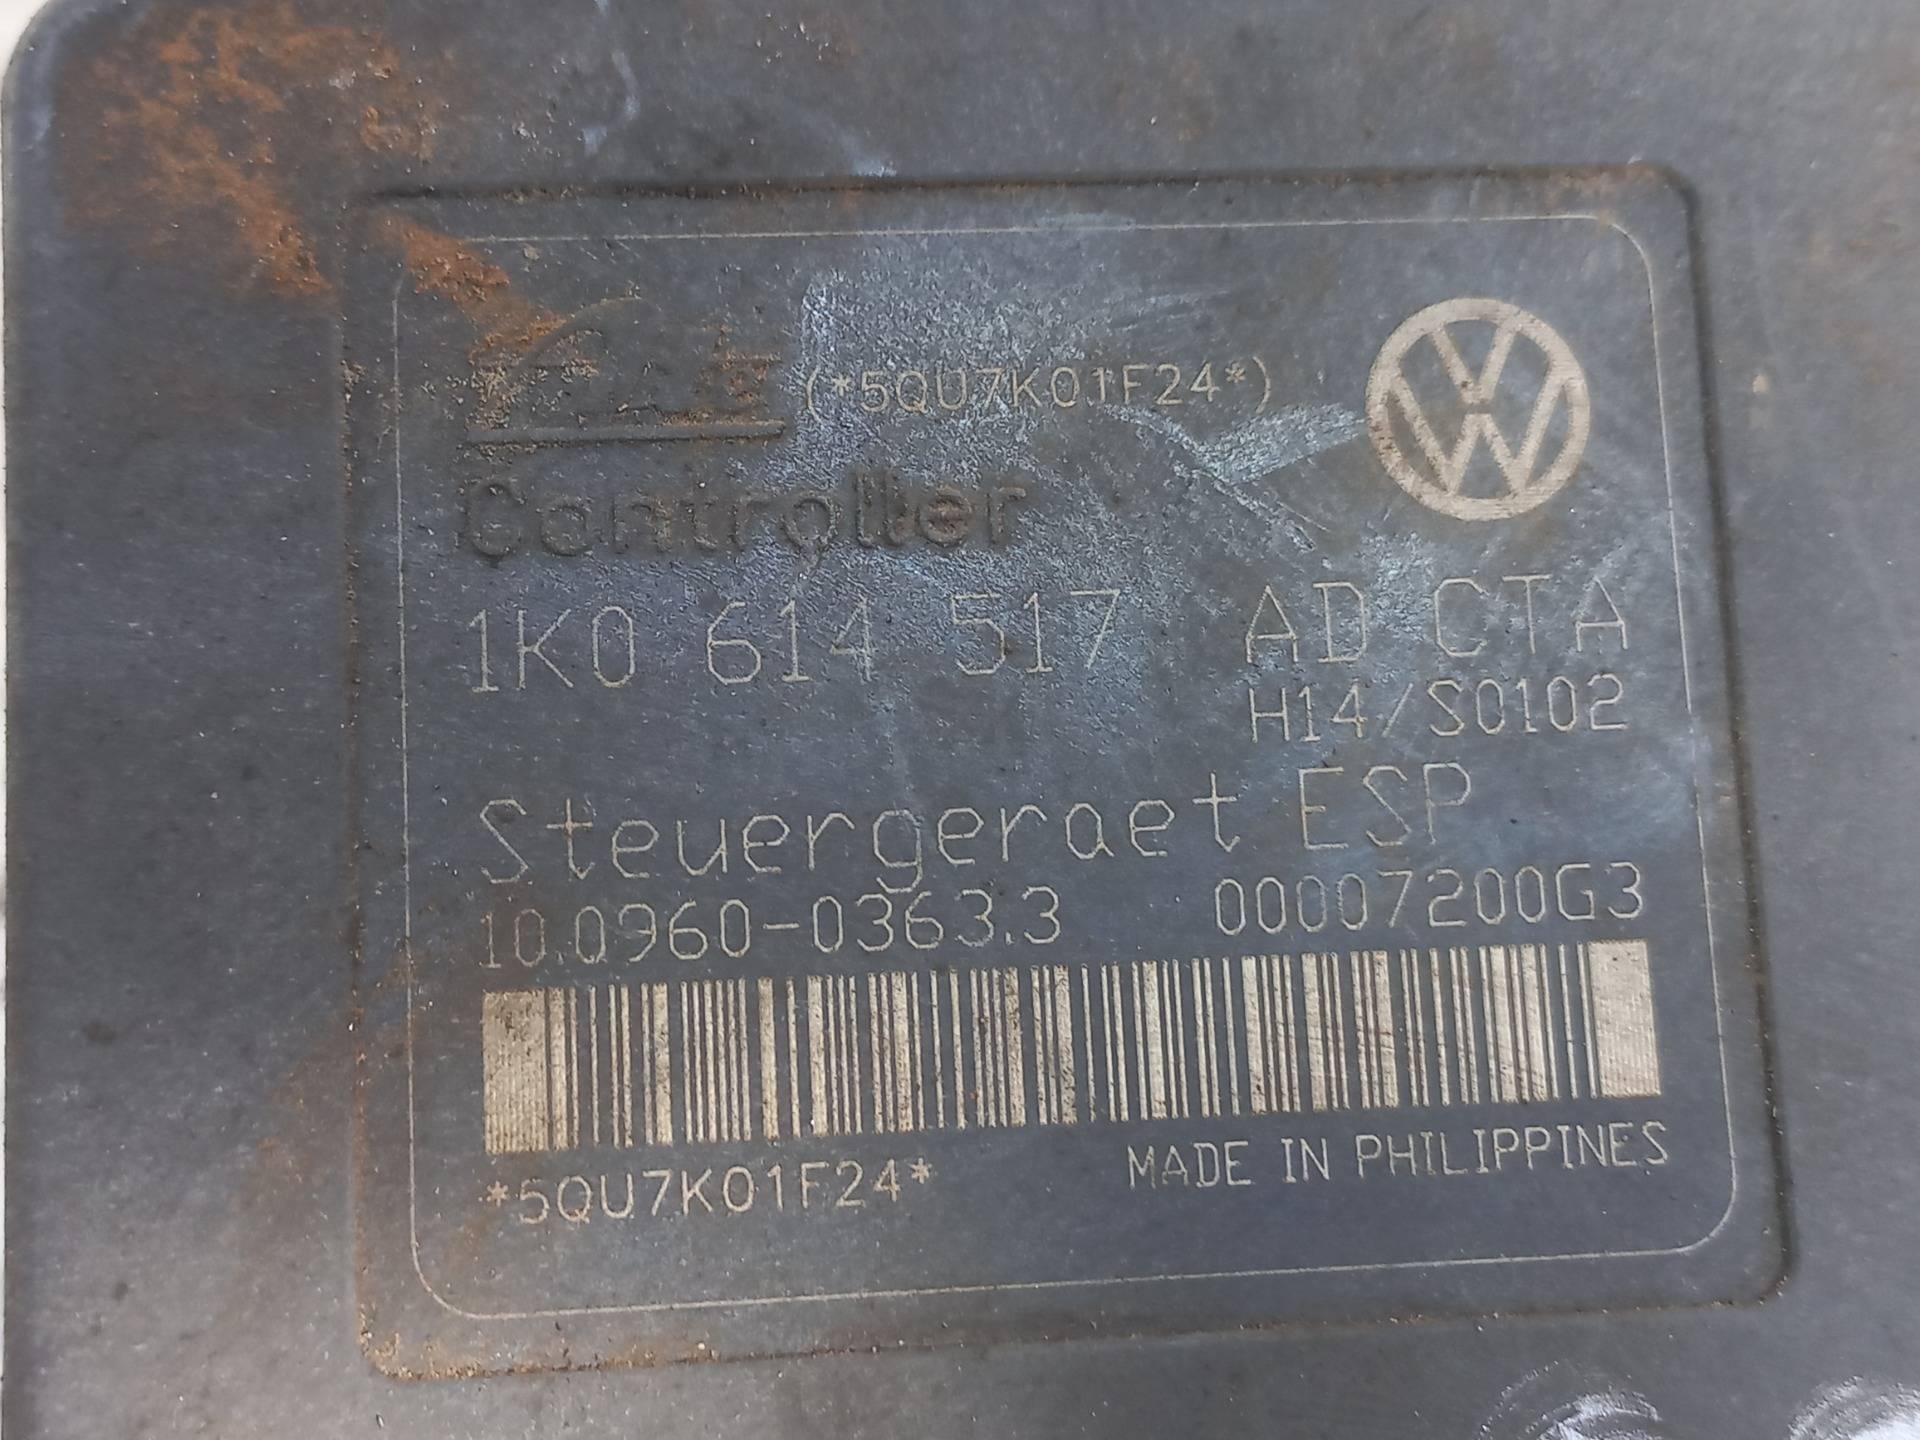 (*5QU7K01F24*)
Controller
1K0 614 517 AD CTA
H14/S0102
Steuergeraet ESP
10.0960-0363.3 00007200G3
*5QU7K01F24*
MADE IN PHILIPPINES